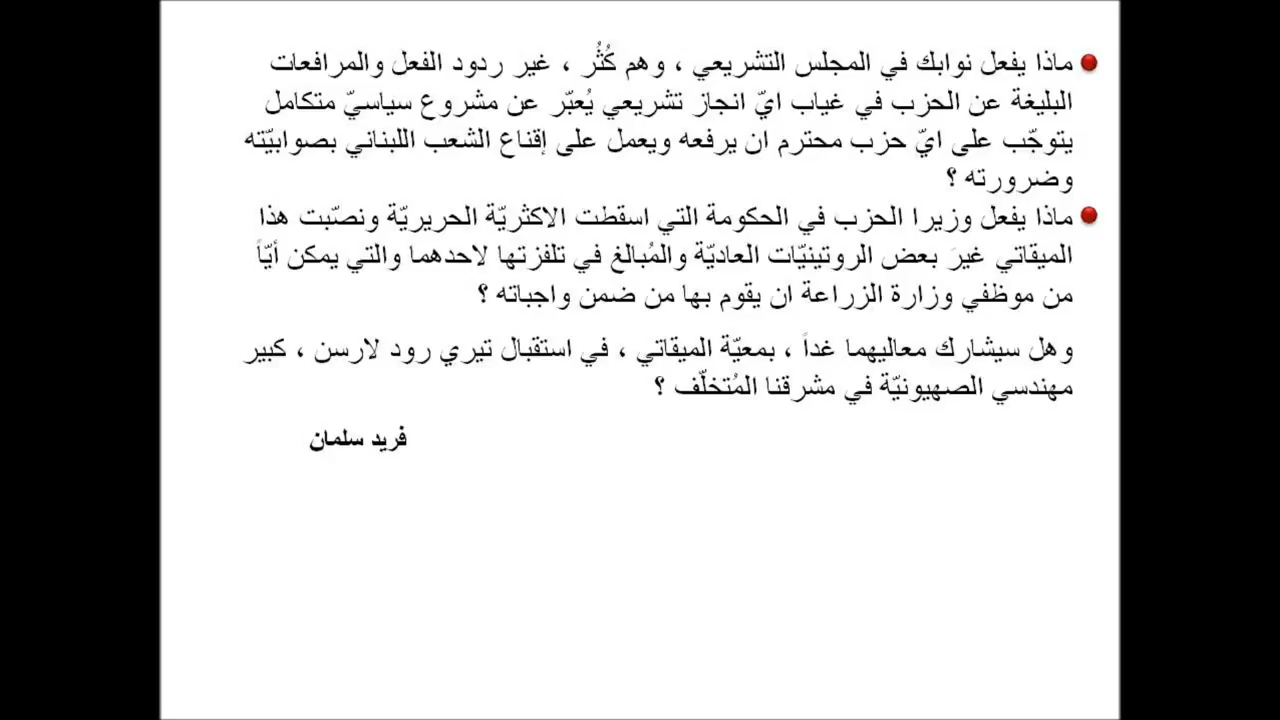 ماذا يفعل نوابك في المجلس التشريعي ، وهم كُثُر ، غير ردود الفعل والمرافعات
البليغة عن الحزب في غياب ايّ انجاز تشريعي يُعبّر عن مشروع سياسيّ متكامل
يتوجّب على ايّ حزب محترم ان يرفعه ويعمل على إقناع الشعب اللبناني بصوابيّته
وضرورته ؟
ماذا يفعل وزيرا الحزب في الحكومة التي اسقطت الاكثريّة الحريريّة ونصّبت هذا
الميقاتي غيرَ بعض الروتينيّات العاديّة والمُبالغ في تلفزتها لاحدهما والتي يمكن أيّاً
من موظفي وزارة الزراعة ان يقوم بها من ضمن واجباته ؟
وهل سيشارك معاليهما غداً ، بمعيّة الميقاتي ، في استقبال تيري رود لارسن ، كبير
مهندسي الصهيونيّة في مشرقنا المُتخلّف ؟
فريد سلمان